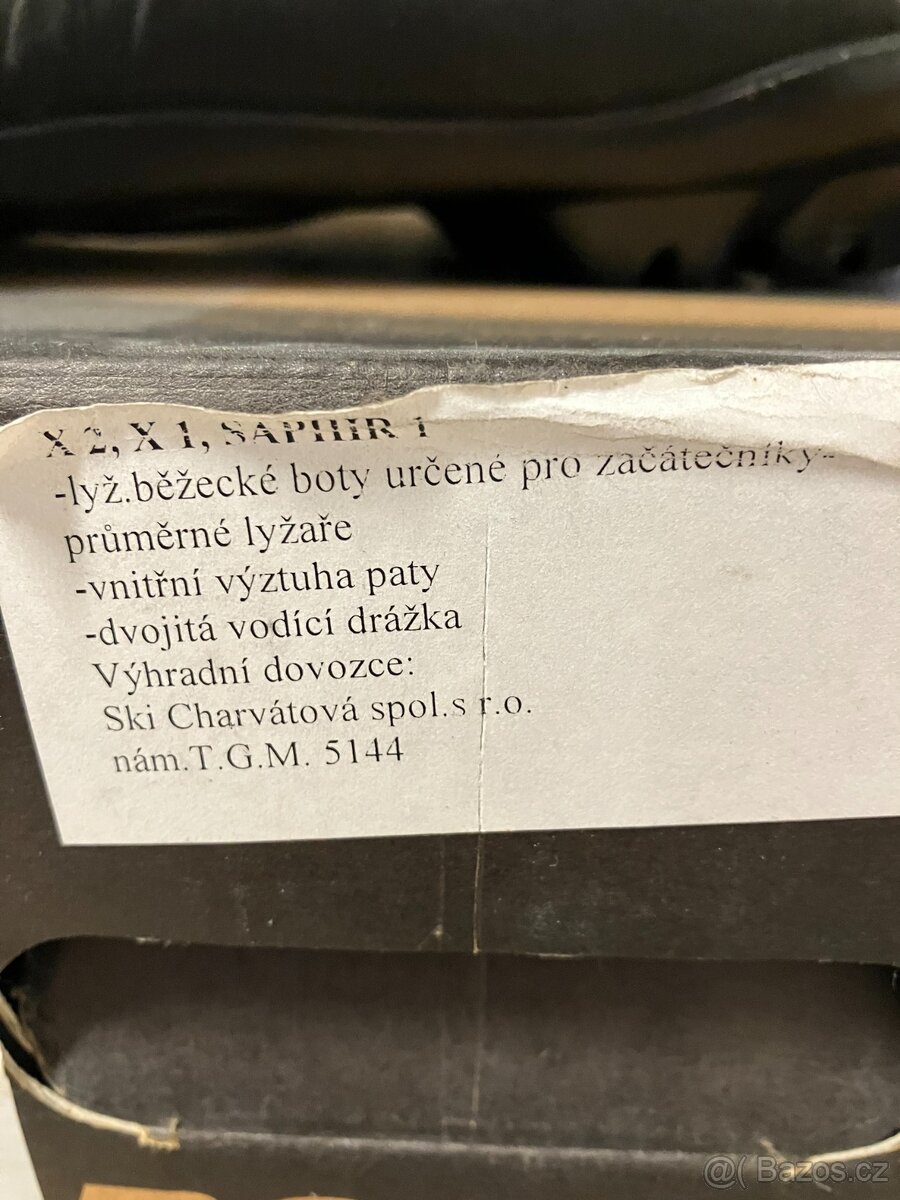 X 2, X 1, SAPHIR 1
-lyž.běžecké boty určené pro začátečníky-
průměrné lyžaře
-vnitřní výztuha paty
-dvojitá vodící drážka
Výhradní dovozce:
Ski Charvátová spol.s r.o.
nám.T.G.M. 5144
@( Bazos.cz